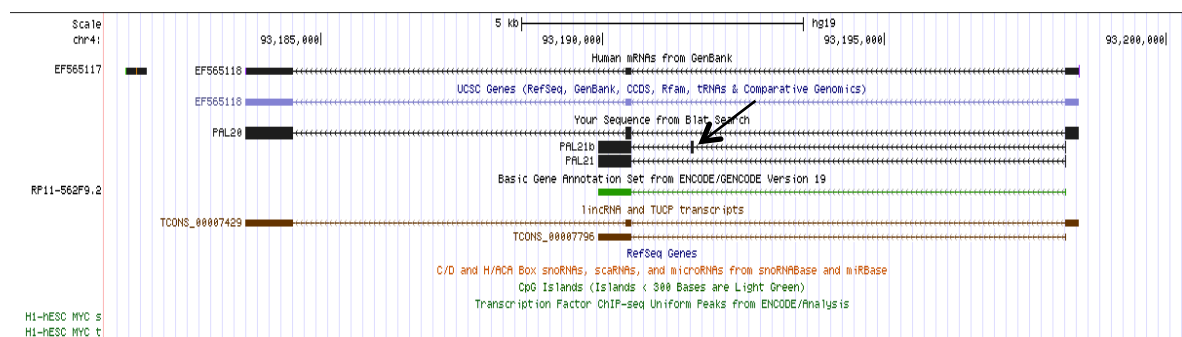 Scale 5 kb hg19
chr4: 93,185,000 93,190,000 93,195,000 93,200,000
Human mRNAs from GenBank
EF565117 EF565118
UCSC Genes (RefSeq, GenBank, CCDS, Rfam, tRNAs & Comparative Genomics)
EF565118
Your Sequence from Blat Search
PAL20
PAL21b
PAL21
Basic Gene Annotation Set from ENCODE/GENCODE Version 19
RP11-562F9.2
lincRNA and TUCP transcripts
TCONS_00007429
TCONS_00007796
RefSeq Genes
C/D and H/ACA Box snoRNAs, scaRNAs, and microRNAs from snoRNABase and miRBase
CpG Islands (Islands < 300 Bases are Light Green)
Transcription Factor ChIP-seq Uniform Peaks from ENCODE/Analysis
H1-hESC MYC s
H1-hESC MYC t